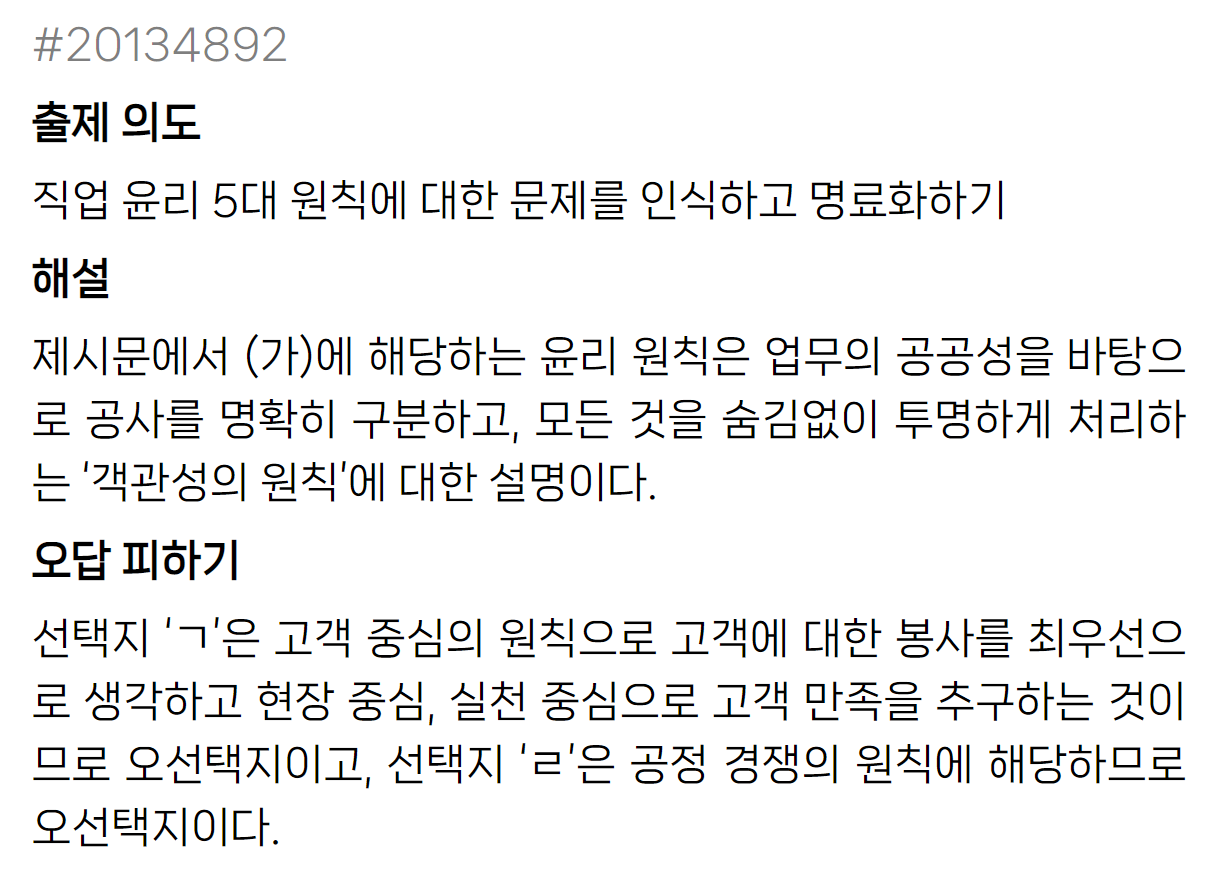 #20134892
출제 의도
직업 윤리 5대 원칙에 대한 문제를 인식하고 명료화하기
해설
제시문에서 (가)에 해당하는 윤리 원칙은 업무의 공공성을 바탕으
로 공사를 명확히 구분하고, 모든 것을 숨김없이 투명하게 처리하
는 ‘객관성의 원칙’에 대한 설명이다.
오답 피하기
선택지 ‘ㄱ’은 고객 중심의 원칙으로 고객에 대한 봉사를 최우선으
로 생각하고 현장 중심, 실천 중심으로 고객 만족을 추구하는 것이
므로 오선택지이고, 선택지 ‘ㄹ’은 공정 경쟁의 원칙에 해당하므로
오선택지이다.